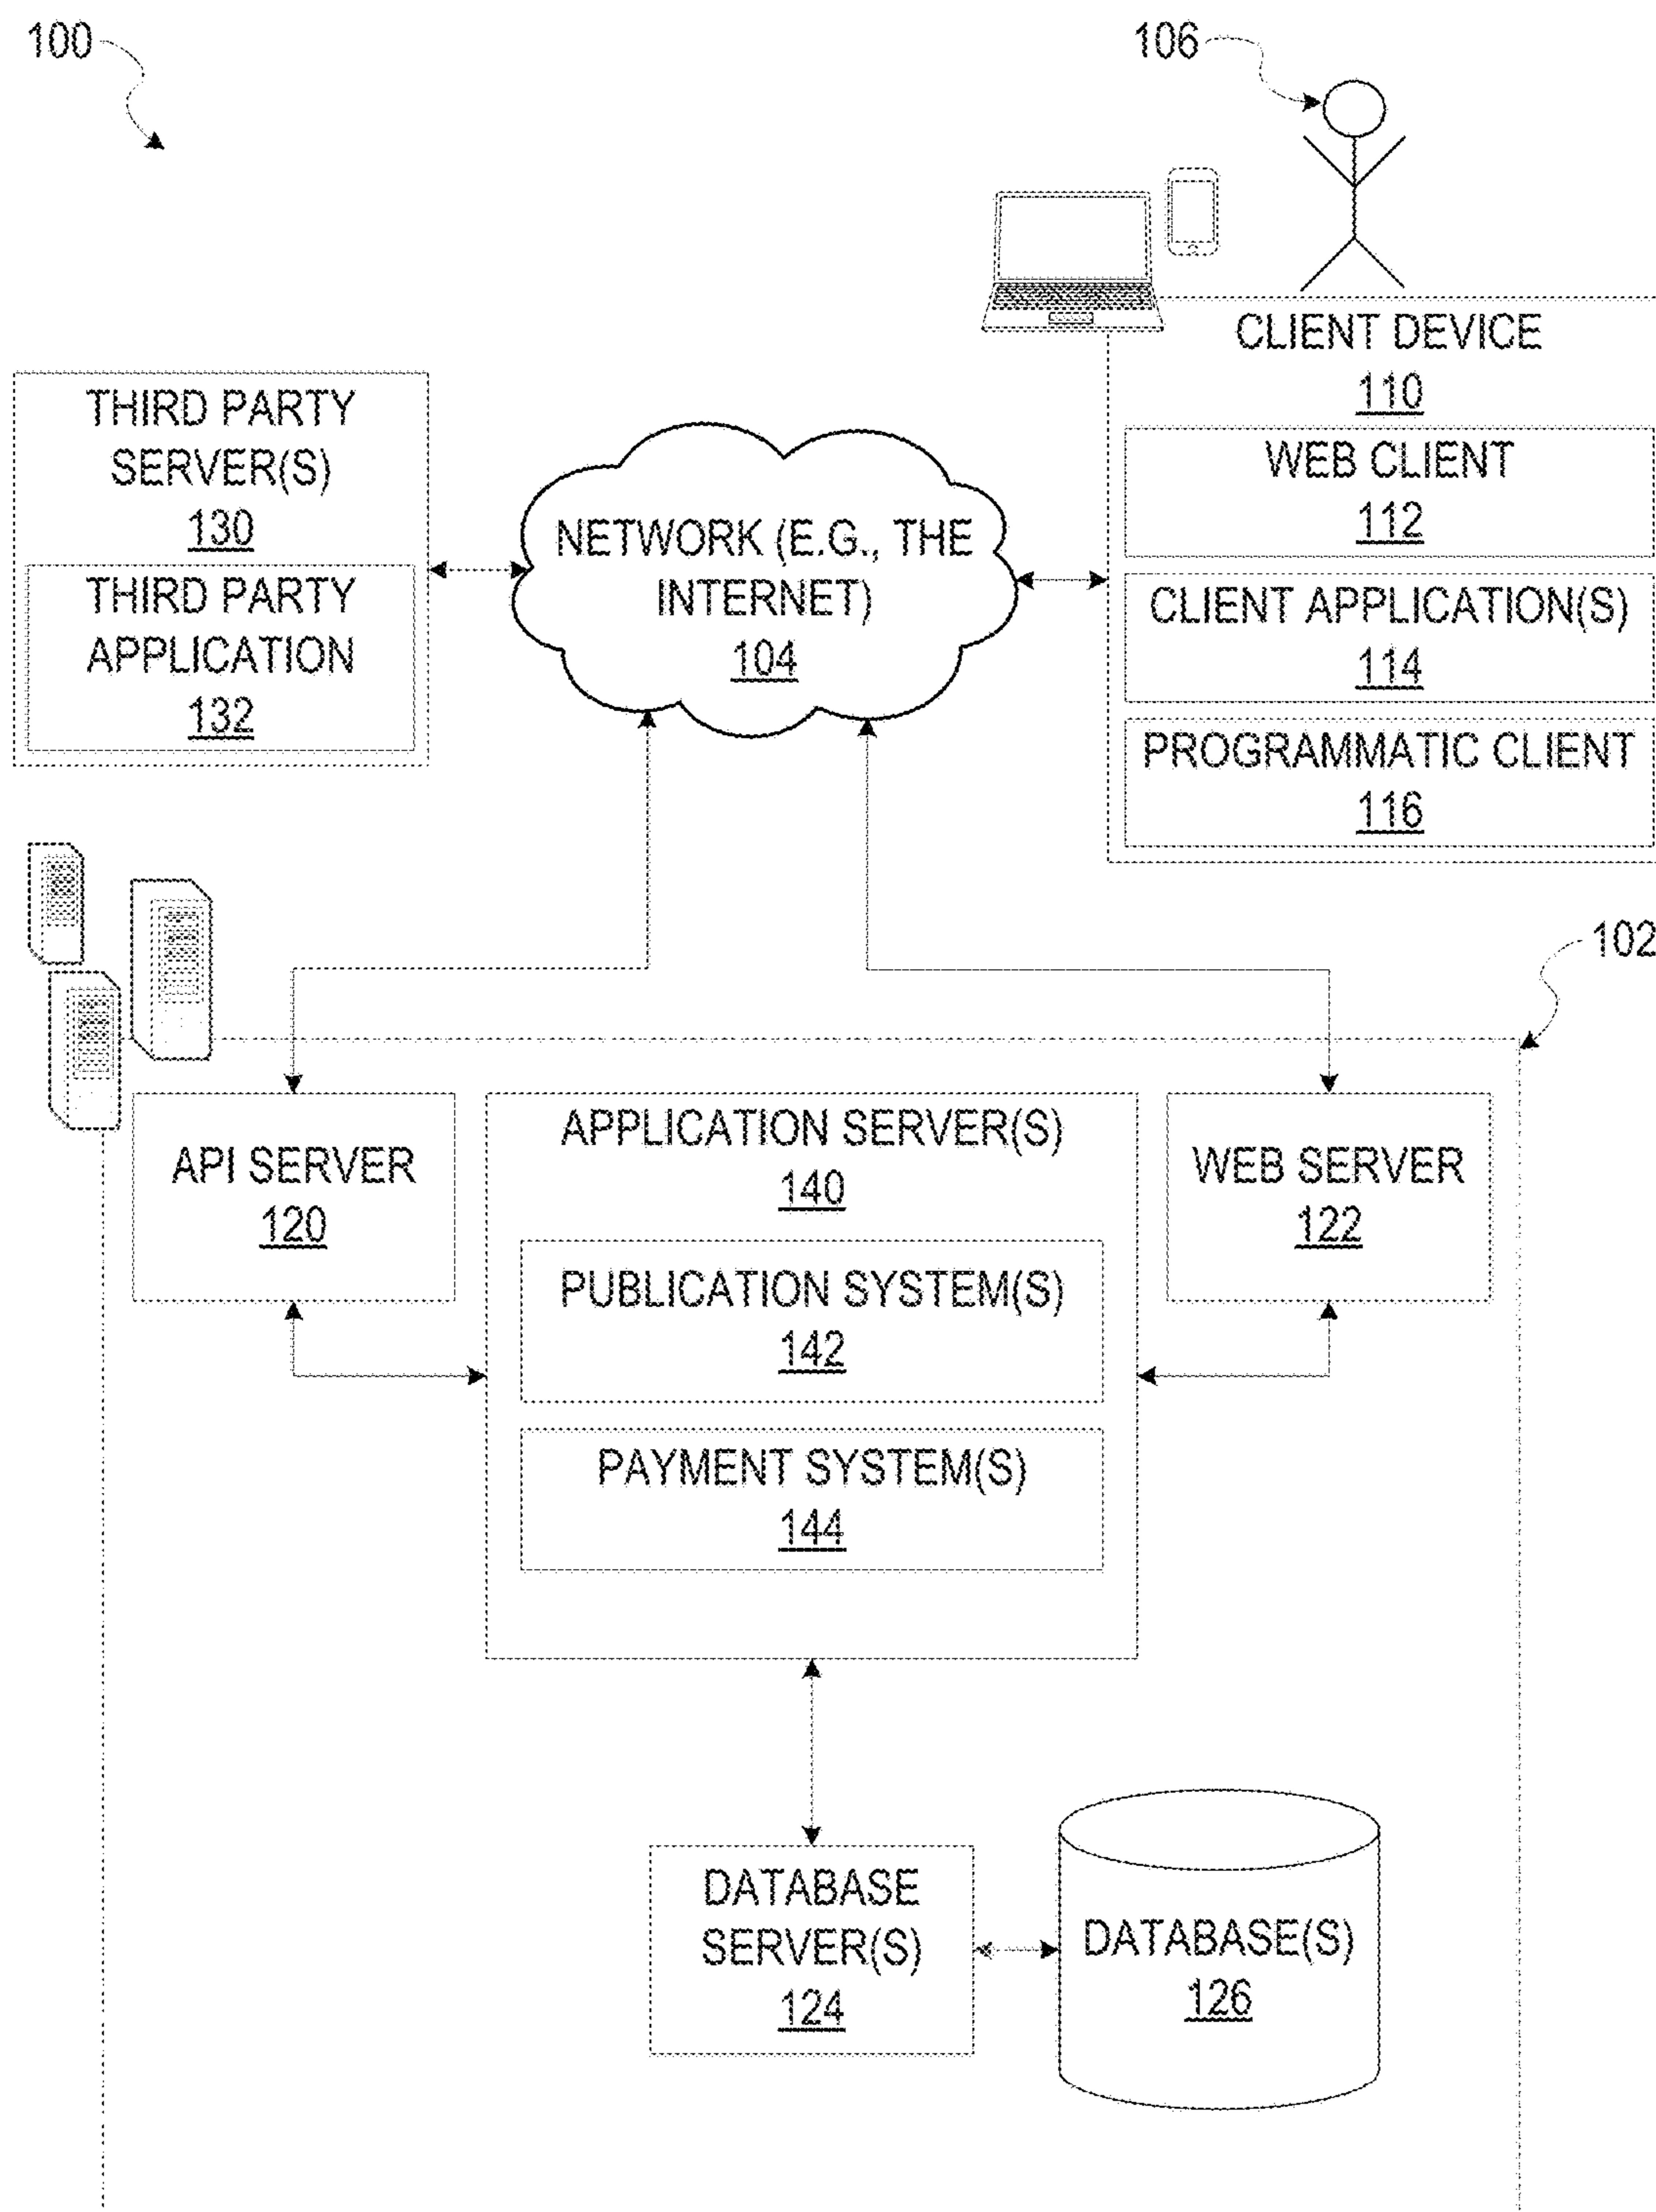 100
106
CLIENT DEVICE
110
WEB CLIENT
112
CLIENT APPLICATION(S)
114
PROGRAMMATIC CLIENT
116
THIRD PARTY
SERVER(S)
130
THIRD PARTY
APPLICATION
132
NETWORK (E.G., THE
INTERNET)
104
102
API SERVER
120
APPLICATION SERVER(S)
140
PUBLICATION SYSTEM(S)
142
PAYMENT SYSTEM(S)
144
WEB SERVER
122
DATABASE
SERVER(S)
124
DATABASE(S)
126